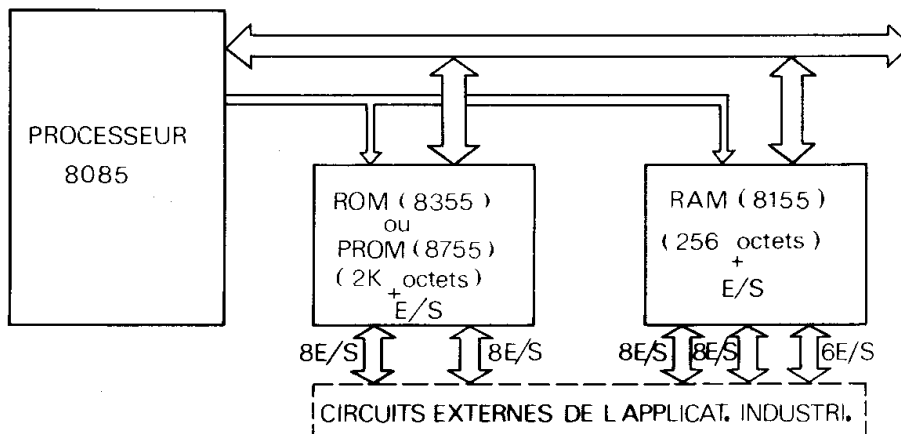 PROCESSEUR
8085
ROM (8355)
ou
PROM (8755)
(2K octets)
+
E/S
RAM (8155)
(256 octets)
+
E/S
8E/S
8E/S
8E/S
8E/S
6E/S
CIRCUITS EXTERNES DE L APPLICAT. INDUSTRI.